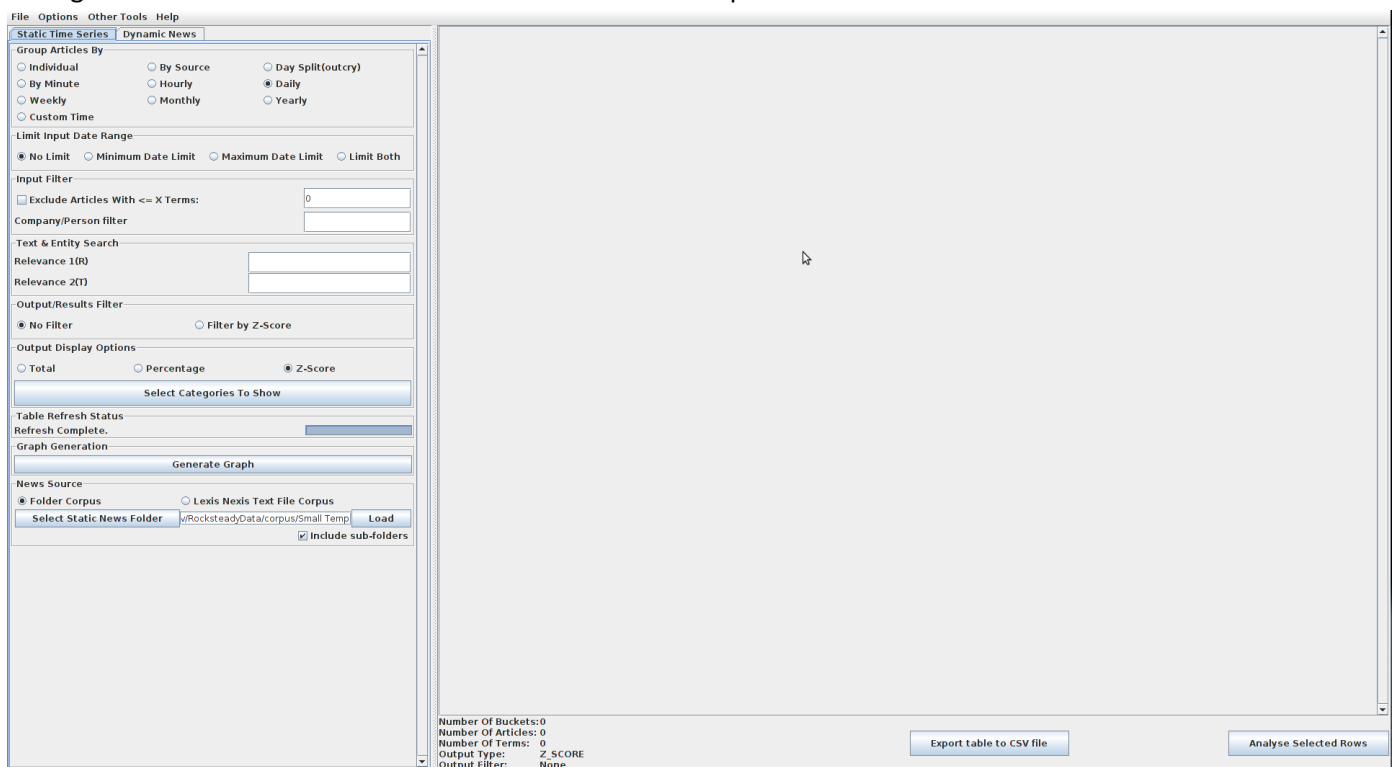 File Options Other Tools Help
Static Time Series Dynamic News
Group Articles By
Individual By Source Day Split(outcry)
By Minute Hourly Daily
Weekly Monthly Yearly
Custom Time
Limit Input Date Range
No Limit Minimum Date Limit Maximum Date Limit Limit Both
Input Filter
Exclude Articles With <= X Terms: 0
Company/Person filter
Text & Entity Search
Relevance 1(R)
Relevance 2(T)
Output/Results Filter
No Filter Filter by Z-Score
Output Display Options
Total Percentage Z-Score
Select Categories To Show
Table Refresh Status
Refresh Complete.
Graph Generation
Generate Graph
News Source
Folder Corpus Lexis Nexis Text File Corpus
Select Static News Folder v/RocksteadyData/corpus/Small Temp Load
Include sub-folders
Number Of Buckets: 0
Number Of Articles: 0
Number Of Terms: 0
Output Type: Z_SCORE
Output Filter: None
Export table to CSV file Analyse Selected Rows